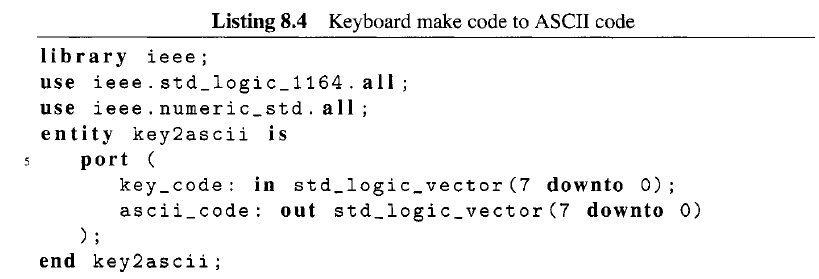 Listing 8.4 Keyboard make code to ASCII code
library ieee;
use ieee.std_logic_1164.all;
use ieee.numeric_std.all;
entity key2ascii is
5 port (
key_code: in std_logic_vector(7 downto 0);
ascii_code: out std_logic_vector(7 downto 0)
);
end key2ascii;